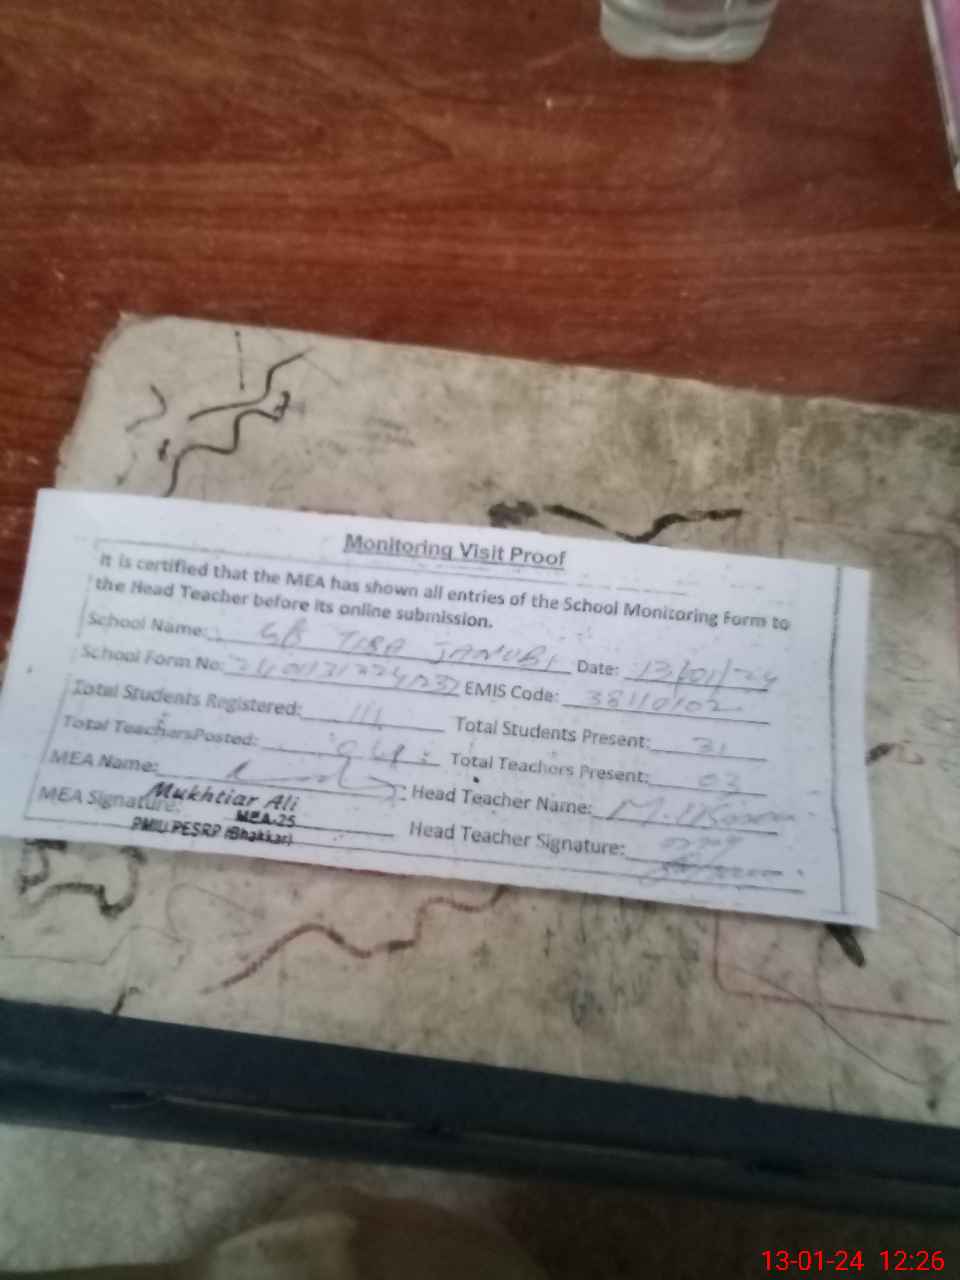 Monitoring Visit Proof
It is certified that the MEA has shown all entries of the School Monitoring Form to
the Head Teacher before its online submission.
School Name: TIBA JANUBI Date: 13/01/24
School Form No: EMIS Code: 38110102
Total Students Registered: 111 Total Students Present: 31
Total TeachersPosted: 04 Total Teachers Present: 03
MEA Name: Head Teacher Name:
Mukhtiar Ali
MEA Signature: MEA-25 Head Teacher Signature:
PMIU PESRP (Bhakkar)
13-01-24 12:26